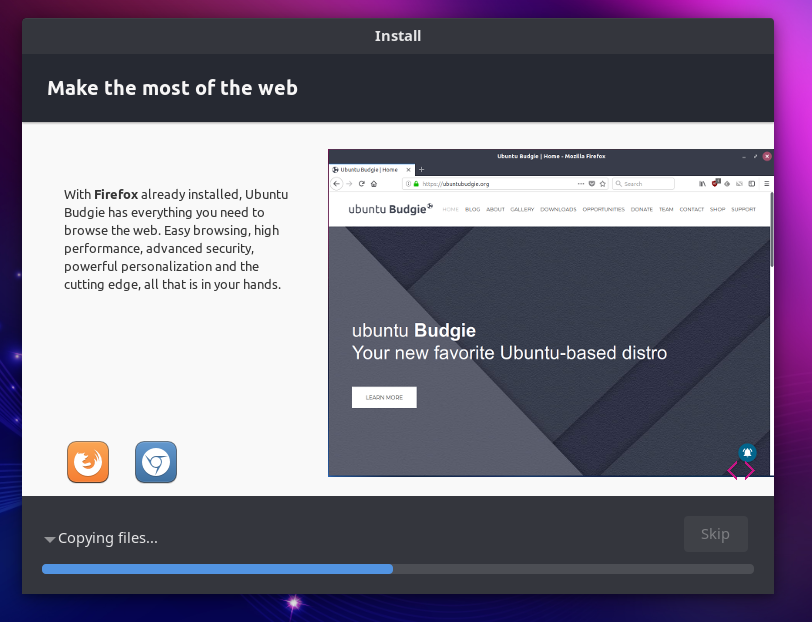 Install
Make the most of the web
With Firefox already installed, Ubuntu
Budgie has everything you need to
browse the web. Easy browsing, high
performance, advanced security,
powerful personalization and the
cutting edge, all that is in your hands.
Ubuntu Budgie | Home - Mozilla Firefox
Ubuntu Budgie | Home
https://ubuntubudgie.org
Search
ubuntu Budgie
HOME BLOG ABOUT GALLERY DOWNLOADS OPPORTUNITIES DONATE TEAM CONTACT SHOP SUPPORT
ubuntu Budgie
Your new favorite Ubuntu-based distro
LEARN MORE
Copying files...
Skip